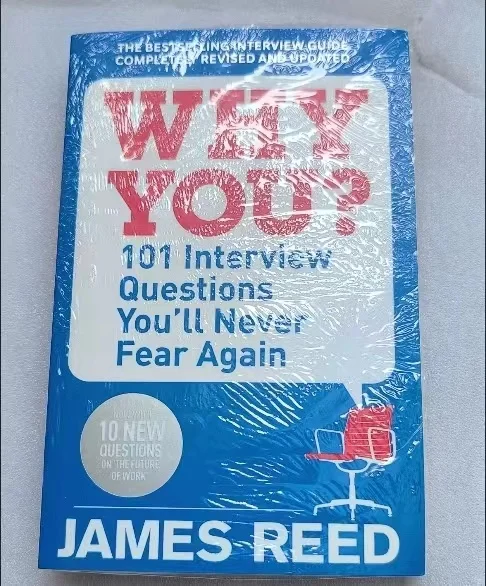 THE BESTSELLING INTERVIEW GUIDE
COMPLETELY REVISED AND UPDATED
WHY
YOU?
101 Interview
Questions
You'll Never
Fear Again
10 NEW
QUESTIONS
ON THE FUTURE
OF WORK
JAMES REED